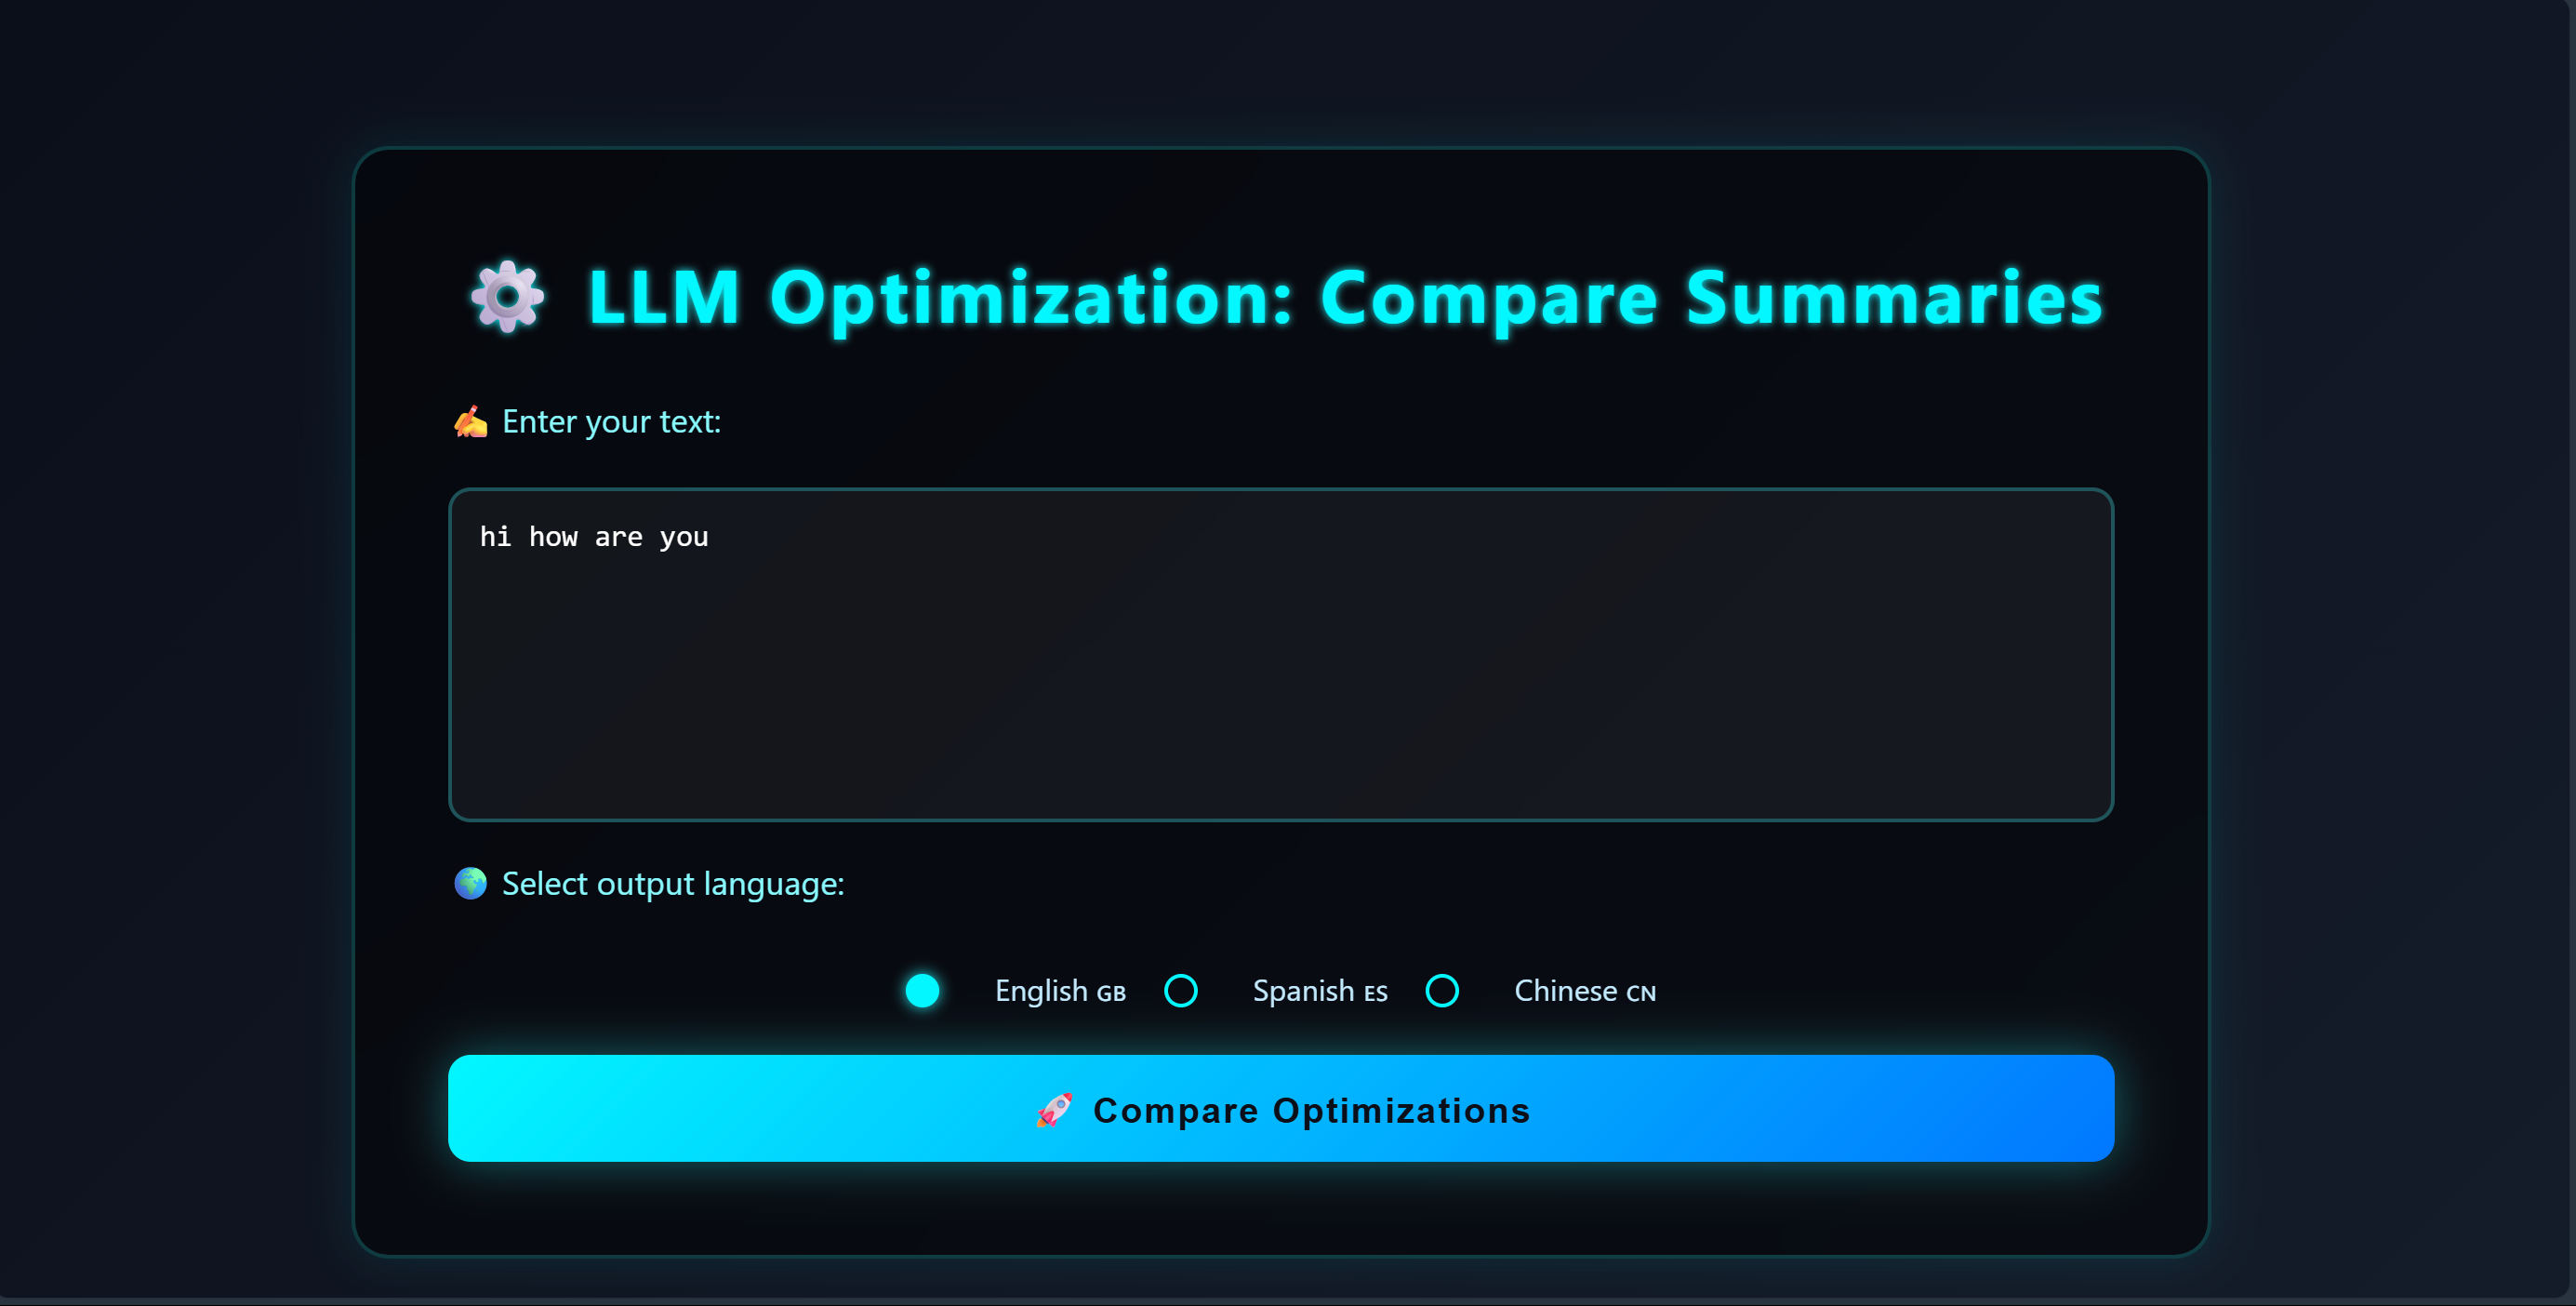 ⚙️ LLM Optimization: Compare Summaries
✍️ Enter your text:
hi how are you
🌍 Select output language:
English GB Spanish ES Chinese CN
🚀 Compare Optimizations